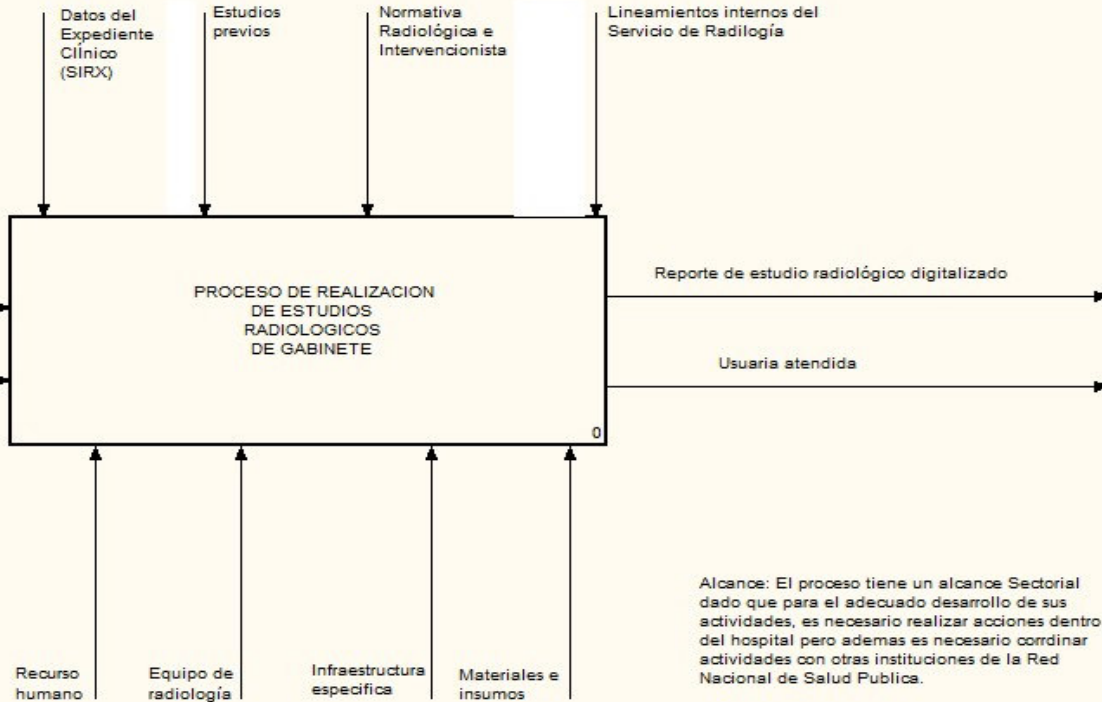 Datos del
Expediente
Clínico
(SIRX)
Estudios
previos
Normativa
Radiológica e
Intervencionista
Lineamientos internos del
Servicio de Radilogía
PROCESO DE REALIZACION
DE ESTUDIOS
RADIOLOGICOS
DE GABINETE
0
Reporte de estudio radiológico digitalizado
Usuaria atendida
Recurso
humano
Equipo de
radiología
Infraestructura
especifica
Materiales e
insumos
Alcance: El proceso tiene un alcance Sectorial
dado que para el adecuado desarrollo de sus
actividades, es necesario realizar acciones dentro
del hospital pero ademas es necesario corrdinar
actividades con otras instituciones de la Red
Nacional de Salud Publica.